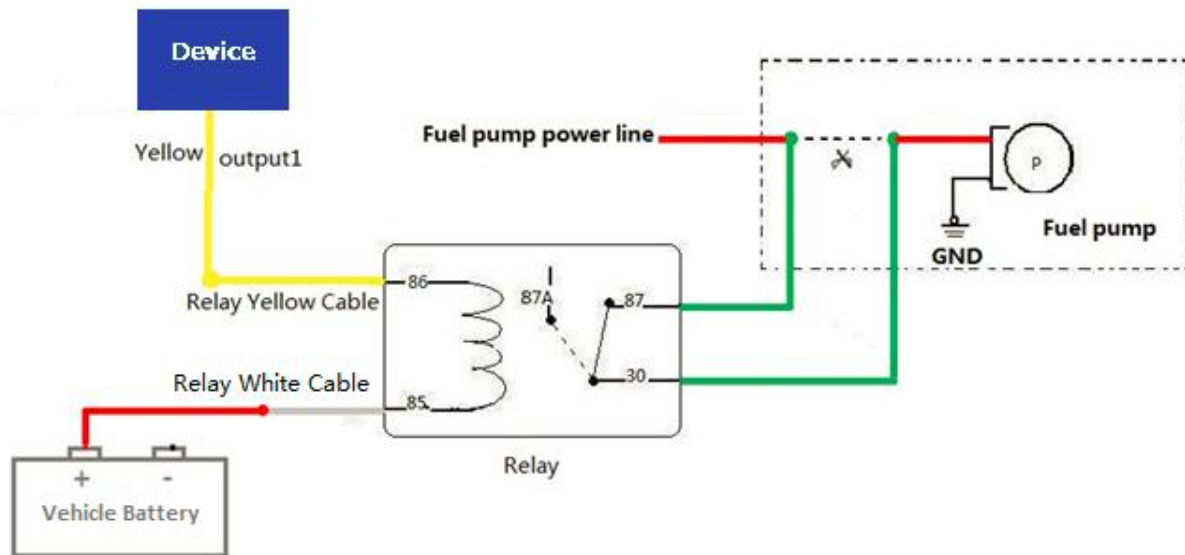 Device
Yellow
output1
Fuel pump power line
P
Fuel pump
GND
Relay Yellow Cable
86
87A
87
30
Relay White Cable
85
Relay
+
-
Vehicle Battery